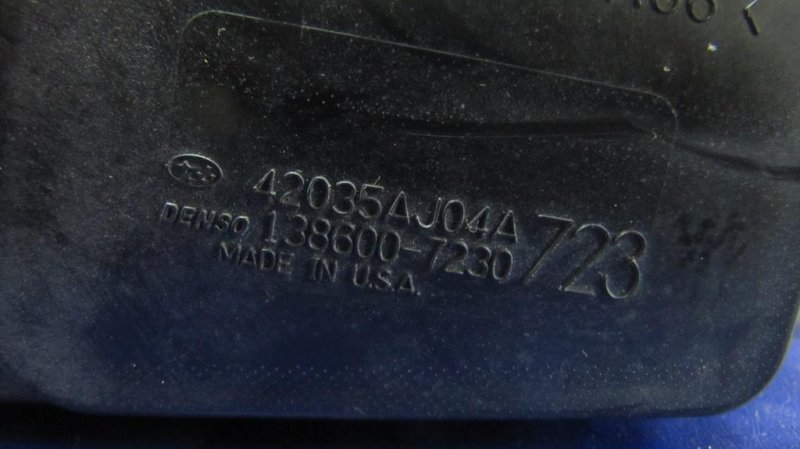 42035AJ04A
DENSO 138600-7230 723
MADE IN U.S.A.